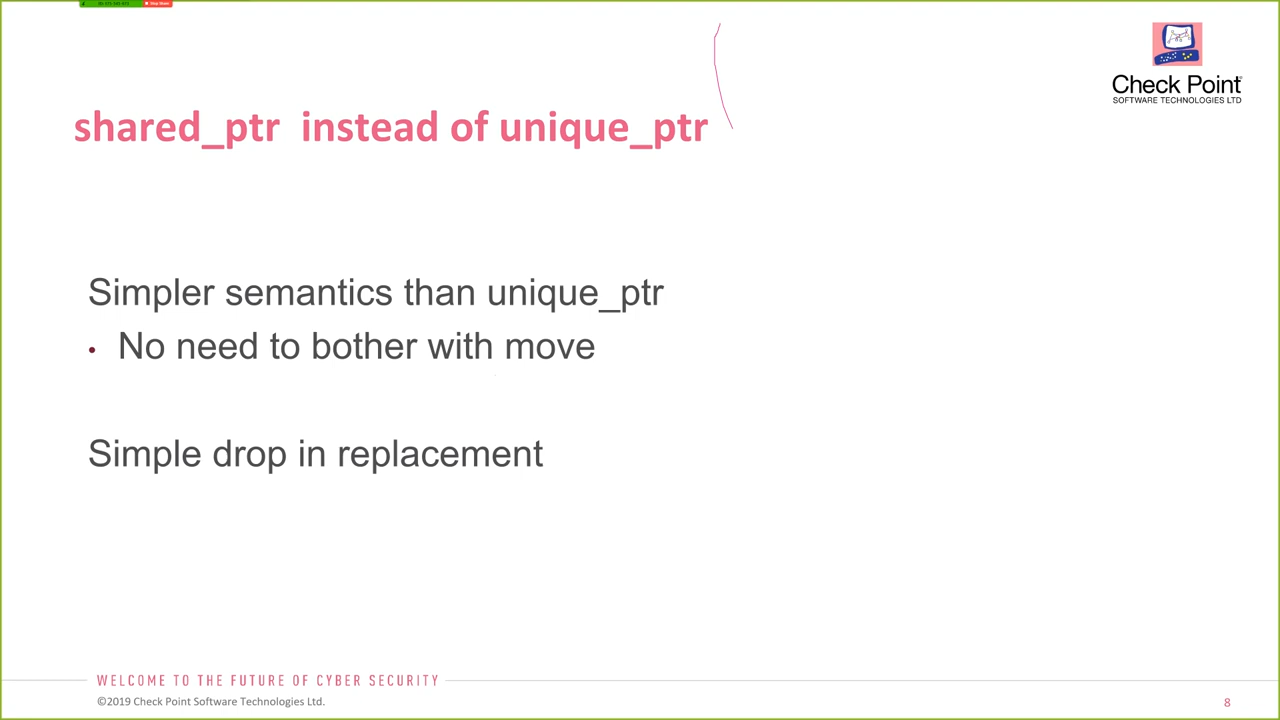 Check Point
SOFTWARE TECHNOLOGIES LTD
shared_ptr instead of unique_ptr
Simpler semantics than unique_ptr
• No need to bother with move
Simple drop in replacement
WELCOME TO THE FUTURE OF CYBER SECURITY
©2019 Check Point Software Technologies Ltd.
8